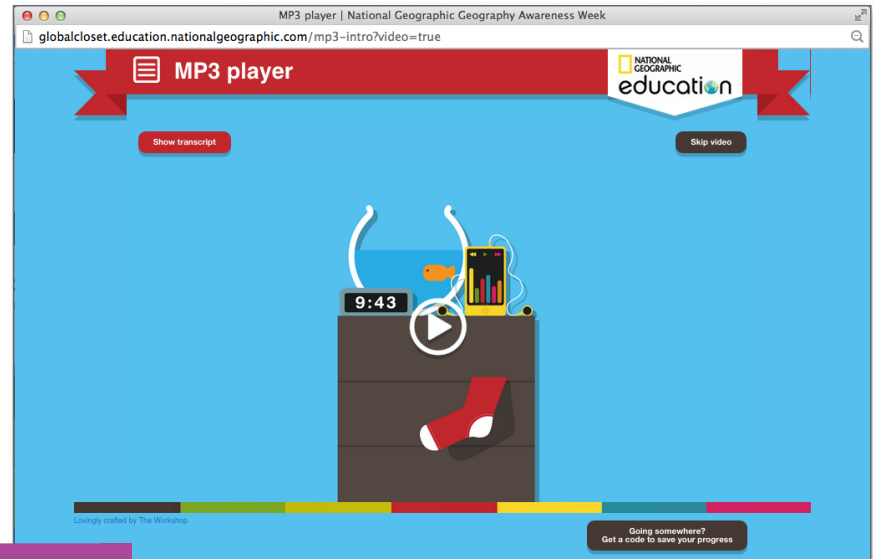 MP3 player | National Geographic Geography Awareness Week
globalcloset.education.nationalgeographic.com/mp3-intro?video=true
MP3 player
NATIONAL
GEOGRAPHIC
education
Show transcript
Skip video
9:43
Lovingly crafted by The Workshop
Going somewhere?
Get a code to save your progress